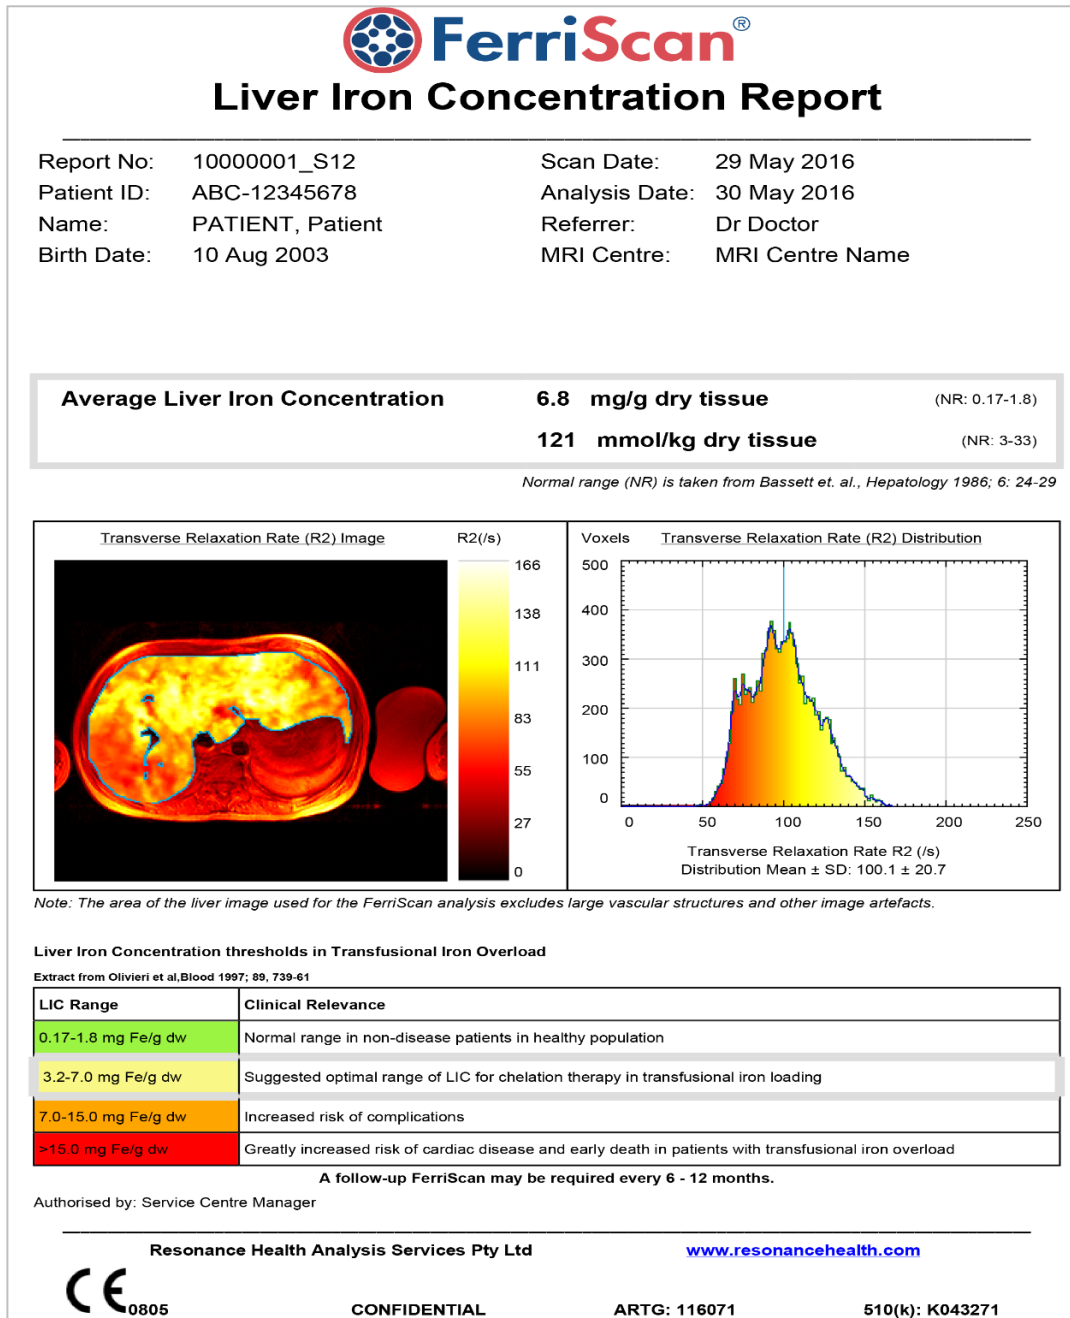 FerriScan®
Liver Iron Concentration Report
Report No: 10000001_S12 Scan Date: 29 May 2016
Patient ID: ABC-12345678 Analysis Date: 30 May 2016
Name: PATIENT, Patient Referrer: Dr Doctor
Birth Date: 10 Aug 2003 MRI Centre: MRI Centre Name
Average Liver Iron Concentration 6.8 mg/g dry tissue (NR: 0.17-1.8)
121 mmol/kg dry tissue (NR: 3-33)
Normal range (NR) is taken from Bassett et. al., Hepatology 1986; 6: 24-29
Transverse Relaxation Rate (R2) Image R2(/s)
166
138
111
83
55
27
0
Voxels Transverse Relaxation Rate (R2) Distribution
500
400
300
200
100
0
0 50 100 150 200 250
Transverse Relaxation Rate R2 (/s)
Distribution Mean ± SD: 100.1 ± 20.7
Note: The area of the liver image used for the FerriScan analysis excludes large vascular structures and other image artefacts.
Liver Iron Concentration thresholds in Transfusional Iron Overload
Extract from Olivieri et al,Blood 1997; 89, 739-61
LIC Range Clinical Relevance
0.17-1.8 mg Fe/g dw Normal range in non-disease patients in healthy population
3.2-7.0 mg Fe/g dw Suggested optimal range of LIC for chelation therapy in transfusional iron loading
7.0-15.0 mg Fe/g dw Increased risk of complications
>15.0 mg Fe/g dw Greatly increased risk of cardiac disease and early death in patients with transfusional iron overload
A follow-up FerriScan may be required every 6 - 12 months.
Authorised by: Service Centre Manager
Resonance Health Analysis Services Pty Ltd www.resonancehealth.com
CE 0805 CONFIDENTIAL ARTG: 116071 510(k): K043271